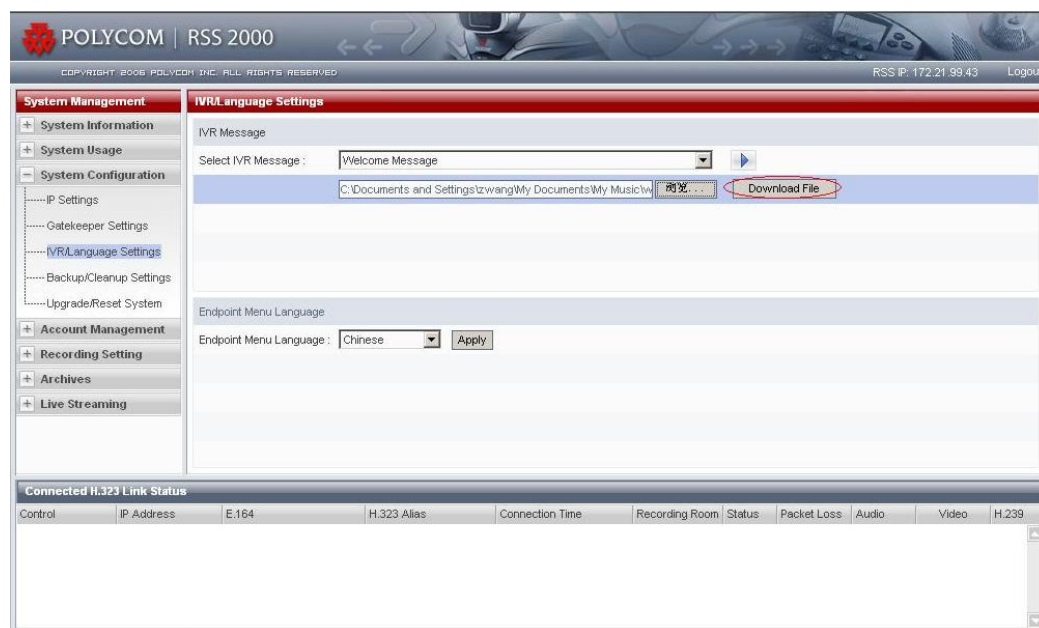 POLYCOM | RSS 2000
COPYRIGHT 2006 POLYCOM INC. ALL RIGHTS RESERVED
RSS IP: 172.21.99.43 Logou
System Management
+ System Information
+ System Usage
− System Configuration
IP Settings
Gatekeeper Settings
IVR/Language Settings
Backup/Cleanup Settings
Upgrade/Reset System
+ Account Management
+ Recording Setting
+ Archives
+ Live Streaming
IVR/Language Settings
IVR Message
Select IVR Message : Welcome Message
C:\Documents and Settings\zwang\My Documents\My Music\w 浏览... Download File
Endpoint Menu Language
Endpoint Menu Language : Chinese Apply
Connected H.323 Link Status
Control IP Address E.164 H.323 Alias Connection Time Recording Room Status Packet Loss Audio Video H.239